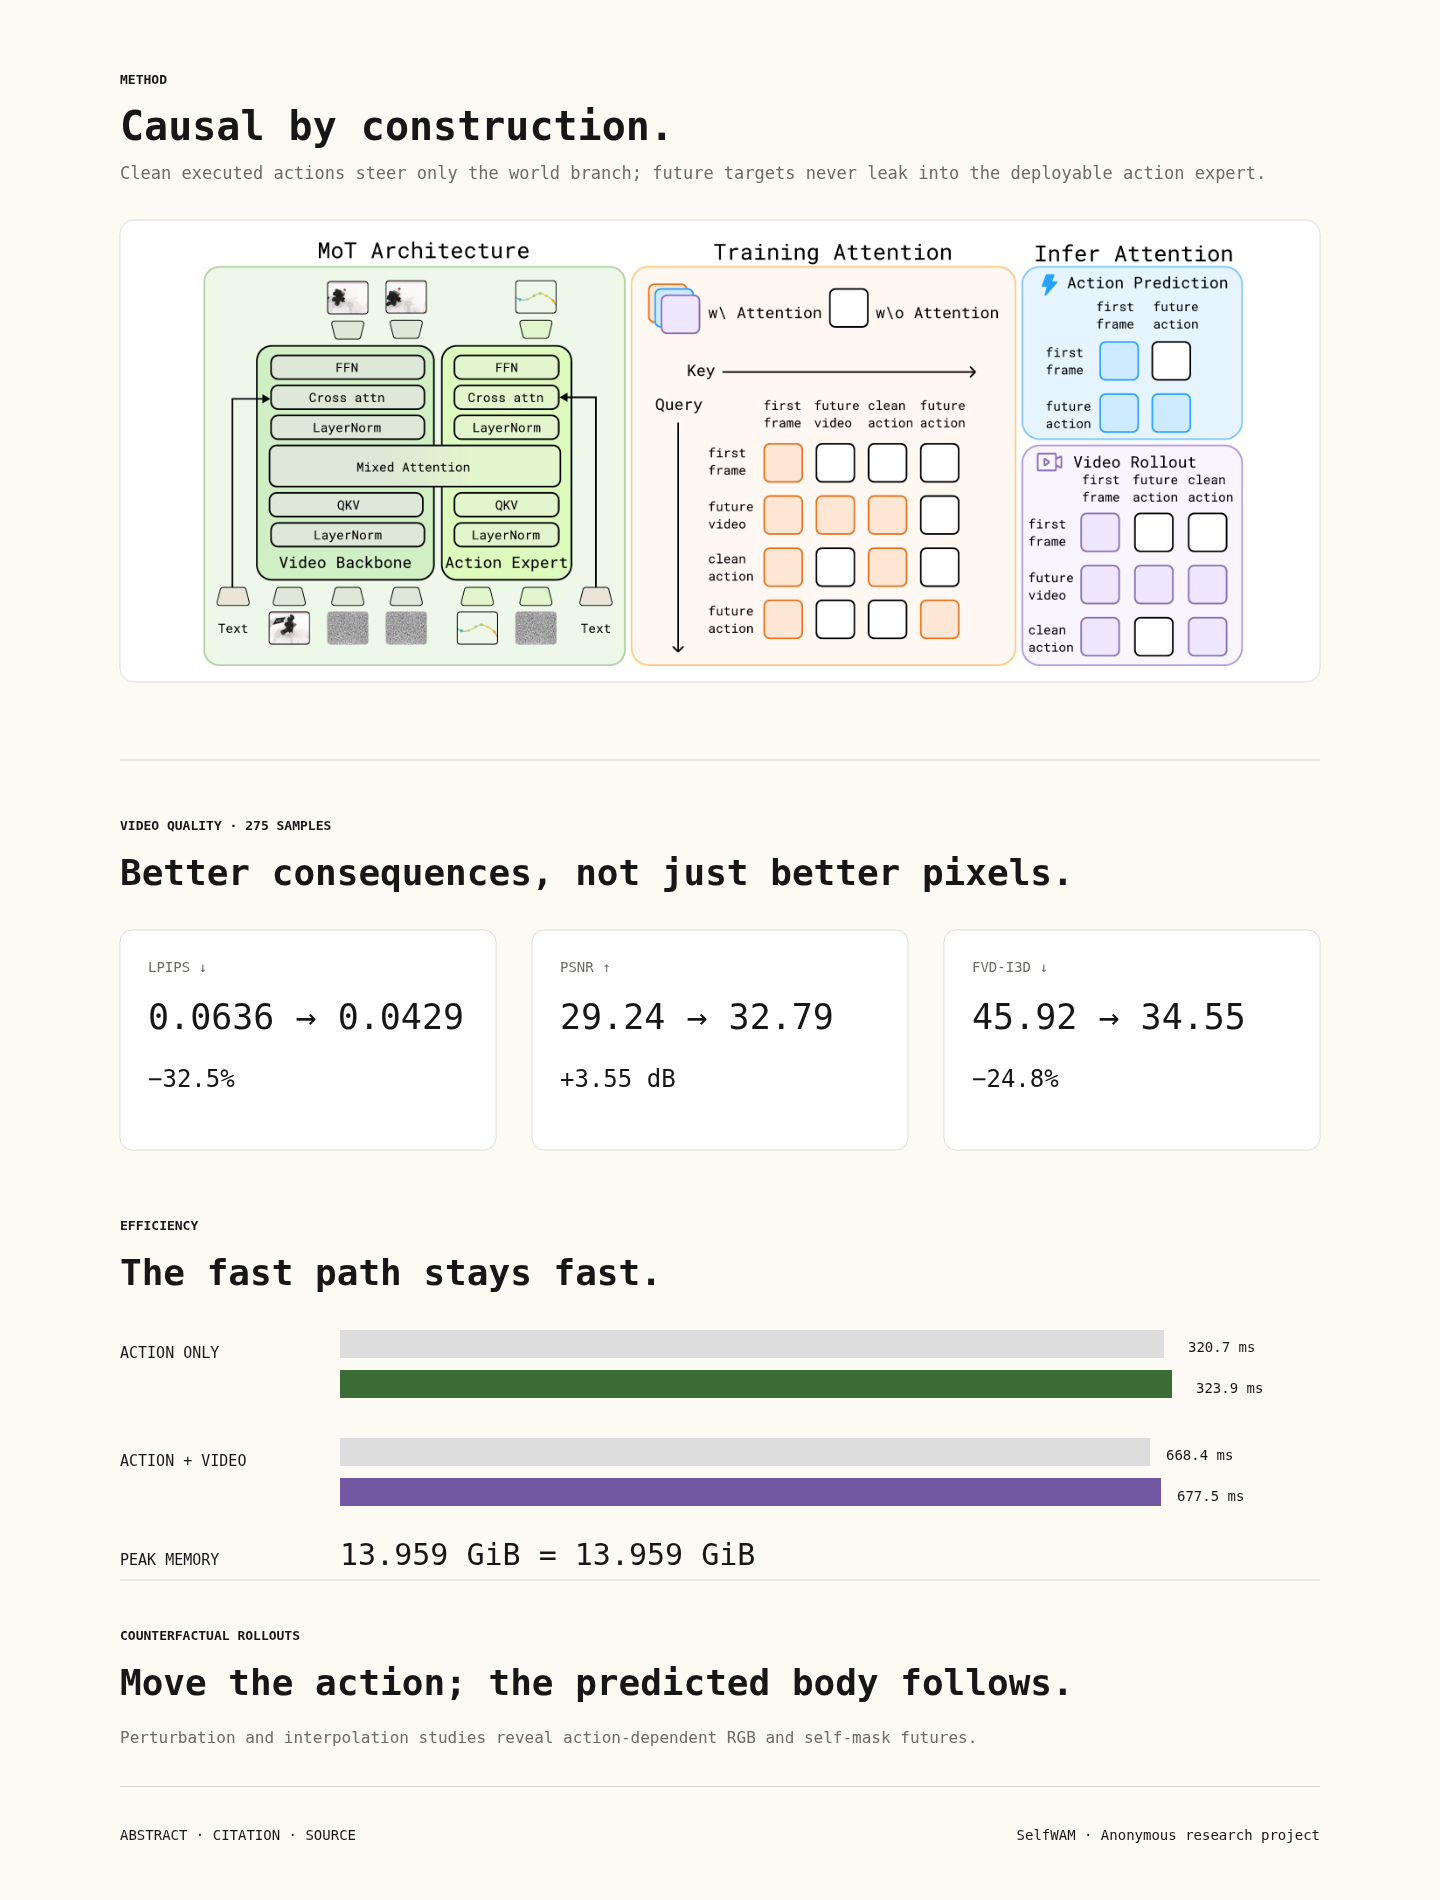 METHOD
Causal by construction.
Clean executed actions steer only the world branch; future targets never leak into the deployable action expert.
MoT Architecture
FFN
FFN
Cross attn
Cross attn
LayerNorm
LayerNorm
Mixed Attention
QKV
QKV
LayerNorm
LayerNorm
Video Backbone
Action Expert
Text
Text
Training Attention
w\ Attention
w\o Attention
Key
Query
first frame
future video
clean action
future action
first frame
future video
clean action
future action
Infer Attention
Action Prediction
first frame
future action
first frame
future action
Video Rollout
first frame
future action
clean action
first frame
future video
clean action
VIDEO QUALITY · 275 SAMPLES
Better consequences, not just better pixels.
LPIPS ↓
0.0636 → 0.0429
−32.5%
PSNR ↑
29.24 → 32.79
+3.55 dB
FVD-I3D ↓
45.92 → 34.55
−24.8%
EFFICIENCY
The fast path stays fast.
ACTION ONLY
320.7 ms
323.9 ms
ACTION + VIDEO
668.4 ms
677.5 ms
PEAK MEMORY
13.959 GiB = 13.959 GiB
COUNTERFACTUAL ROLLOUTS
Move the action; the predicted body follows.
Perturbation and interpolation studies reveal action-dependent RGB and self-mask futures.
ABSTRACT · CITATION · SOURCE
SelfWAM · Anonymous research project